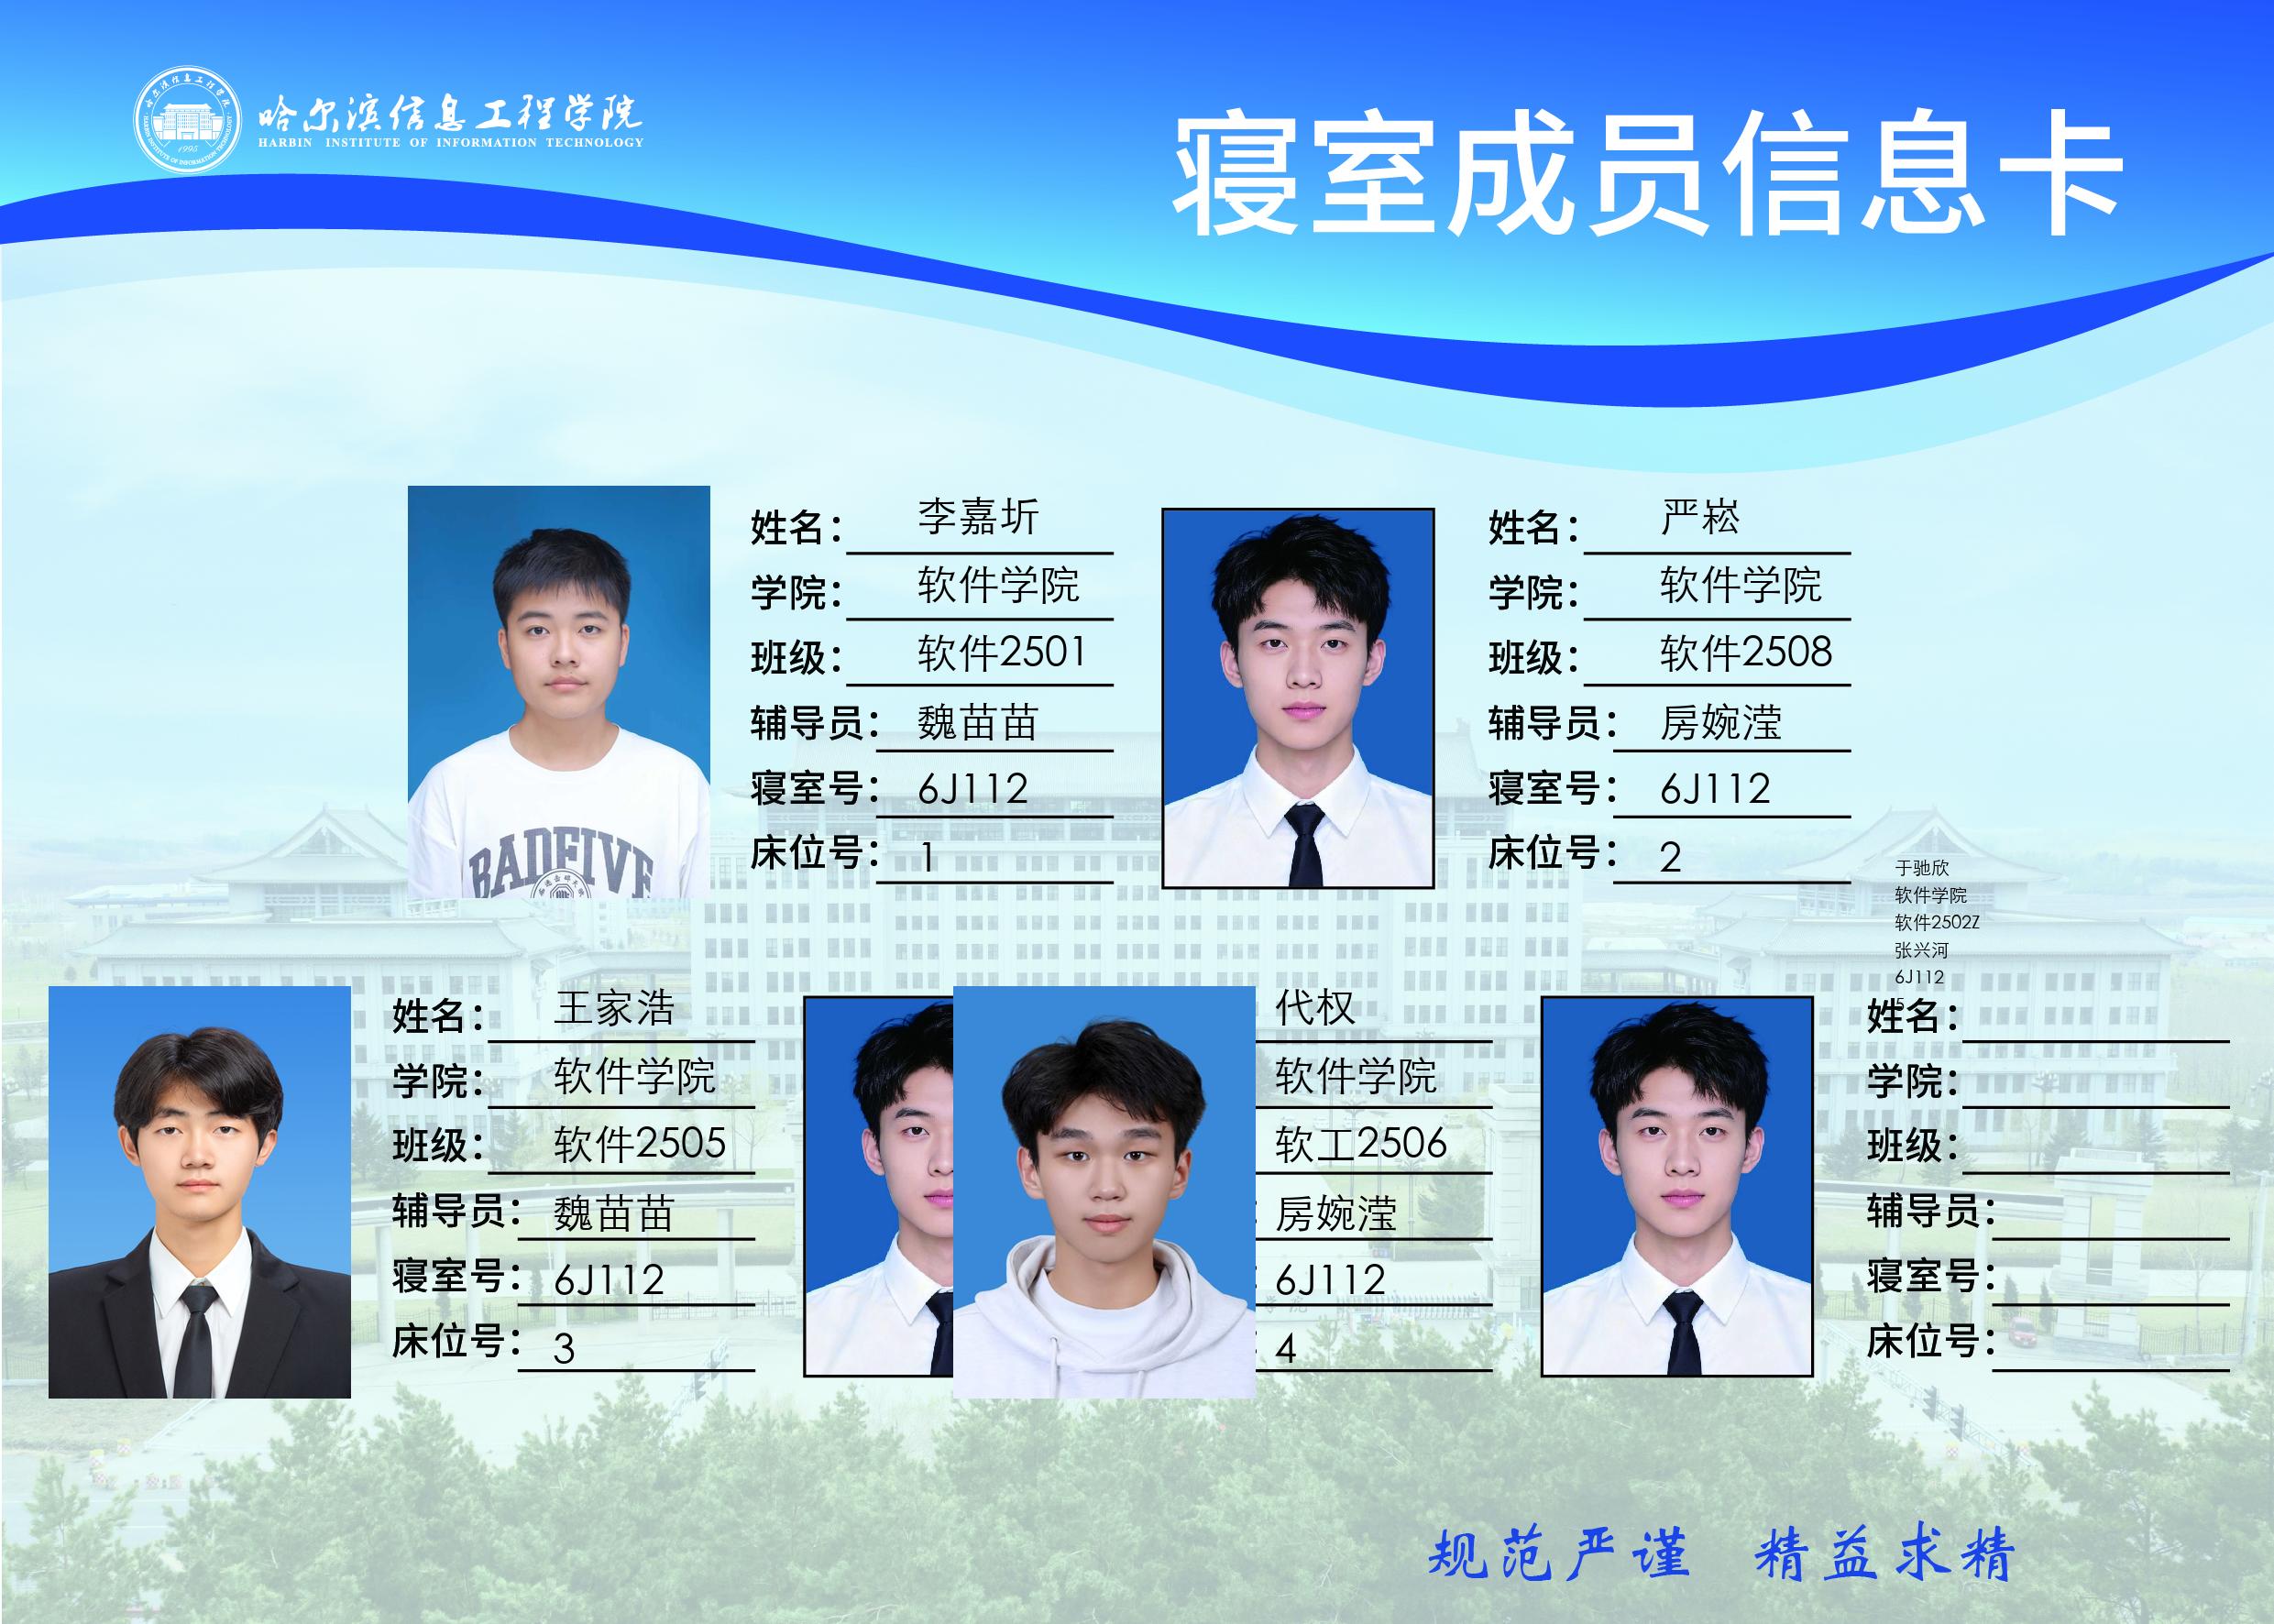 哈尔滨信息工程学院
HARBIN INSTITUTE OF INFORMATION TECHNOLOGY
1995
寝室成员信息卡
姓名： 李嘉圻
学院： 软件学院
班级： 软件2501
辅导员： 魏苗苗
寝室号： 6J112
床位号： 1
BADFIVE
姓名： 严崧
学院： 软件学院
班级： 软件2508
辅导员： 房婉滢
寝室号： 6J112
床位号： 2
于驰欣
软件学院
软件2502Z
张兴河
6J112
5
姓名： 王家浩
学院： 软件学院
班级： 软件2505
辅导员： 魏苗苗
寝室号： 6J112
床位号： 3
代权
软件学院
软工2506
房婉滢
6J112
4
姓名：
学院：
班级：
辅导员：
寝室号：
床位号：
规范严谨 精益求精